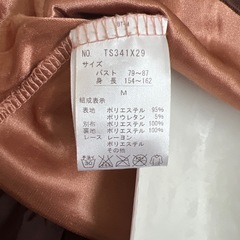 NO TS341X29
サイズ
バスト 79~87
身 長 154~162
M
組成表示
表地 ポリエステル 95%
ポリウレタン 5%
別布 ポリエステル 100%
裏地 ポリエステル 100%
レース レーヨン
ポリエステル
その他